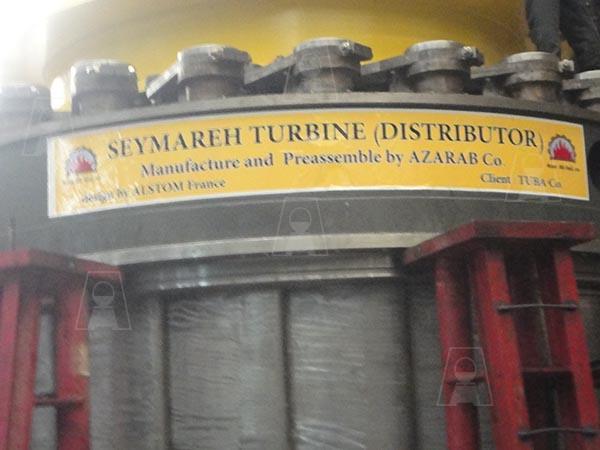 SEYMAREH TURBINE (DISTRIBUTOR)
Manufacture and Preassemble by AZARAB Co.
design by ALSTOM France
Client TUBA Co